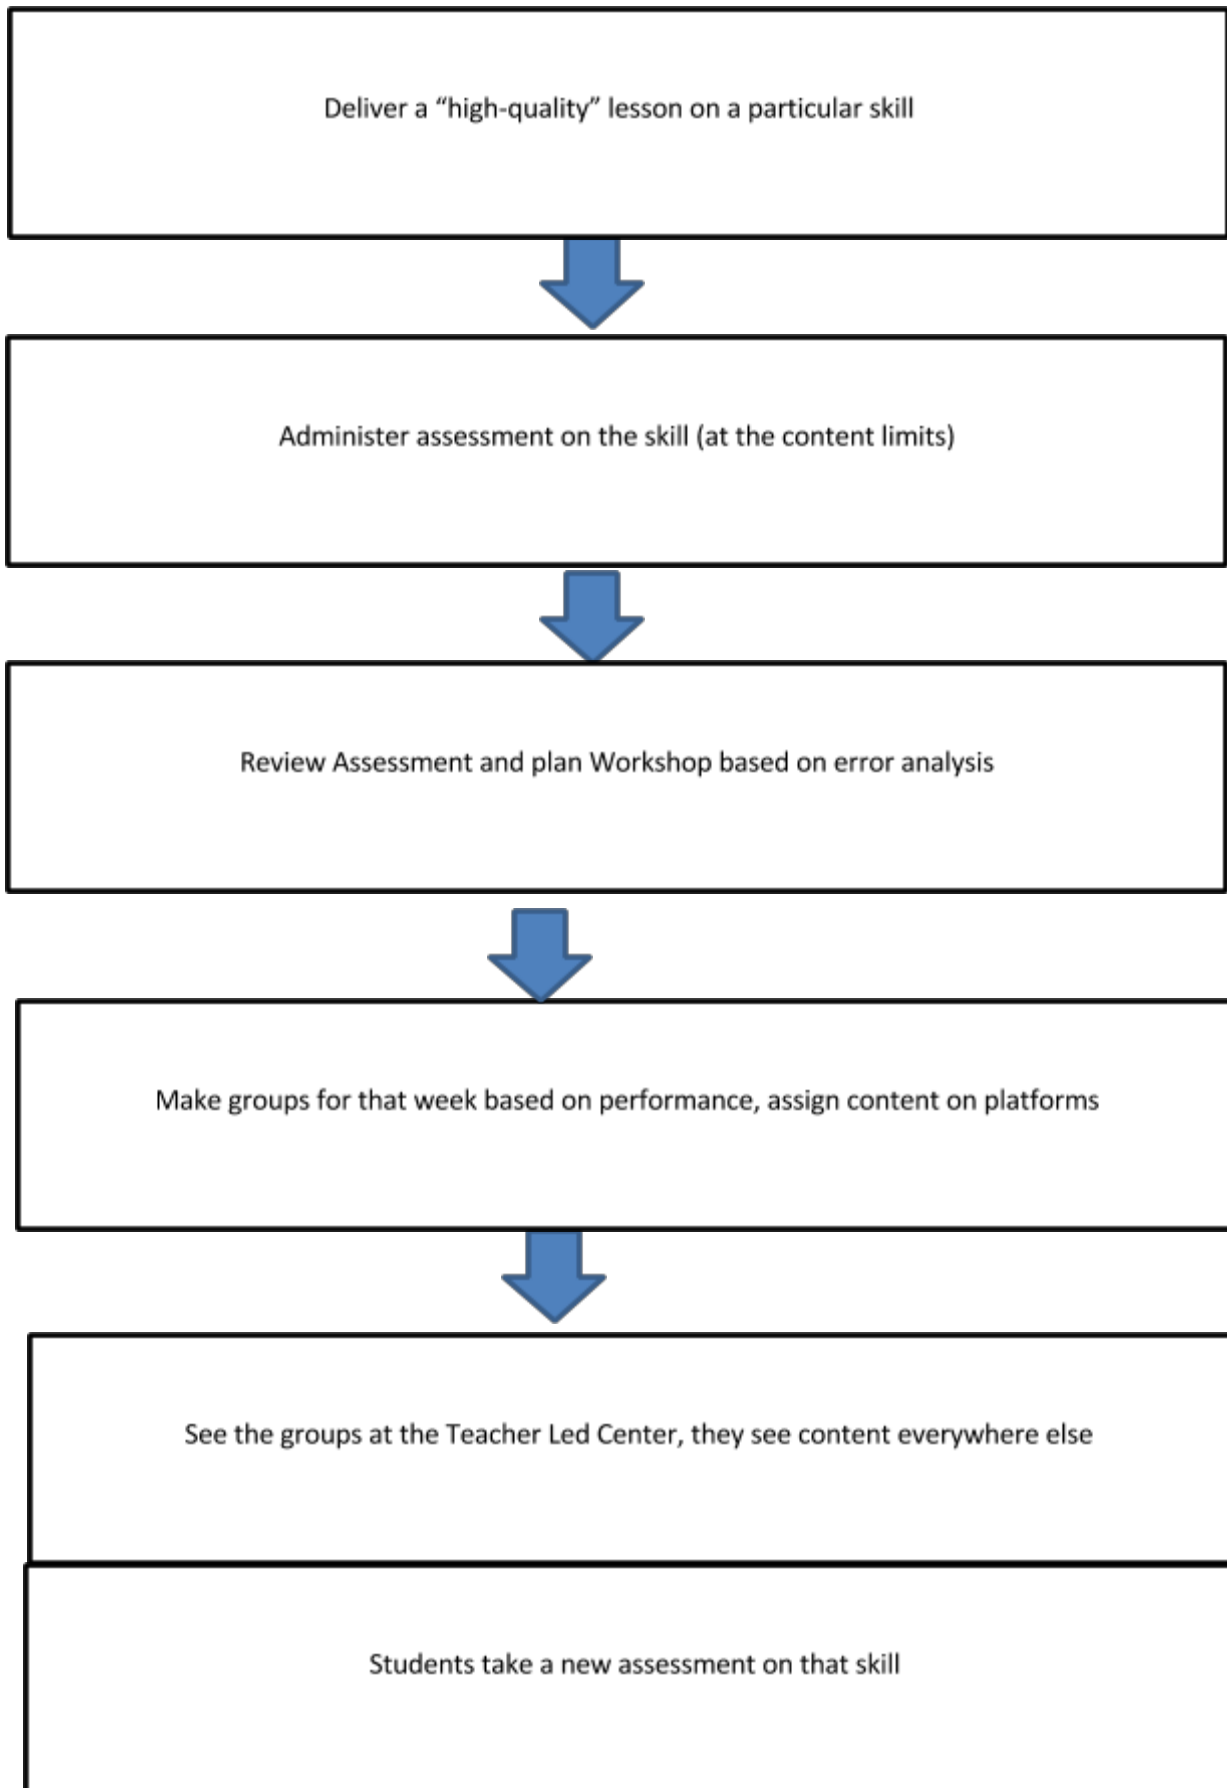 Deliver a “high-quality” lesson on a particular skill
Administer assessment on the skill (at the content limits)
Review Assessment and plan Workshop based on error analysis
Make groups for that week based on performance, assign content on platforms
See the groups at the Teacher Led Center, they see content everywhere else
Students take a new assessment on that skill